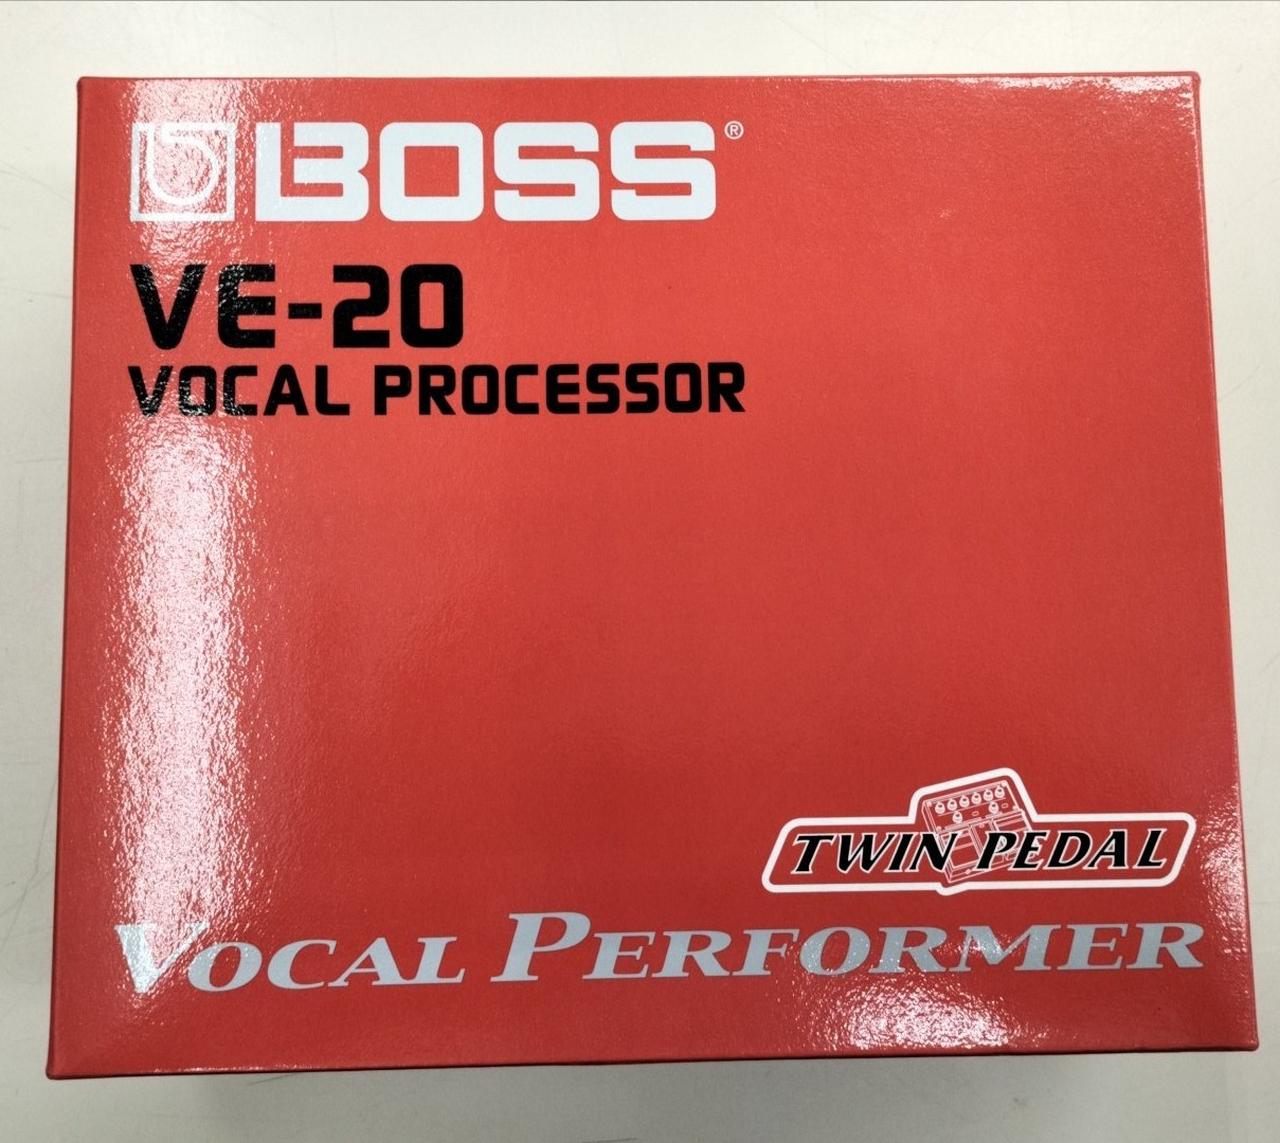 BOSS®
VE-20
VOCAL PROCESSOR
TWIN PEDAL
VOCAL PERFORMER